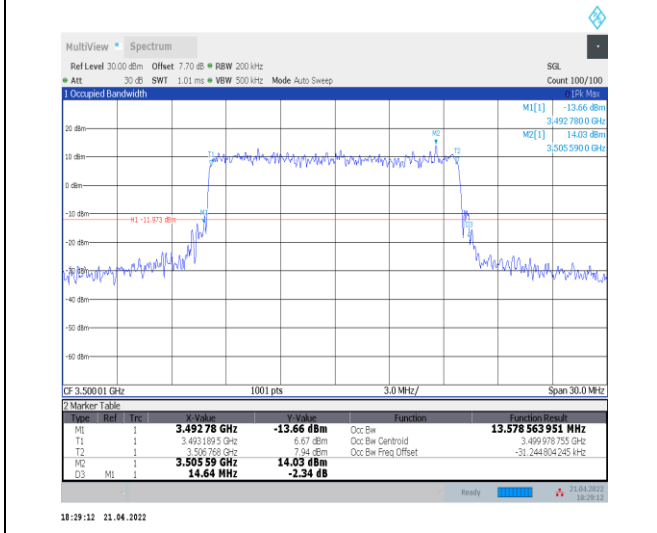 MultiView Spectrum
Ref Level 30.00 dBm Offset 7.70 dB RBW 200 kHz SGL
Att 30 dB SWT 1.01 ms VBW 500 kHz Mode Auto Sweep Count 100/100
1 Occupied Bandwidth 1Pk Max
M1[1] -13.66 dBm
3.492 780 0 GHz
M2[1] 14.03 dBm
3.505 590 0 GHz
20 dBm
M2
T1 T2
10 dBm
0 dBm
-10 dBm
M1
H1 -11.973 dBm
D3
-20 dBm
-30 dBm
-40 dBm
-50 dBm
-60 dBm
CF 3.500 01 GHz 1001 pts 3.0 MHz/ Span 30.0 MHz
2 Marker Table
Type Ref Trc X-Value Y-Value Function Function Result
M1 1 3.492 78 GHz -13.66 dBm Occ Bw 13.578 563 951 MHz
T1 1 3.493 189 5 GHz 6.67 dBm Occ Bw Centroid 3.499 978 755 GHz
T2 1 3.506 768 GHz 7.94 dBm Occ Bw Freq Offset -31.244 804 245 kHz
M2 1 3.505 59 GHz 14.03 dBm
D3 M1 1 14.64 MHz -2.34 dB
Ready 21.04.2022
18:29:12
18:29:12 21.04.2022